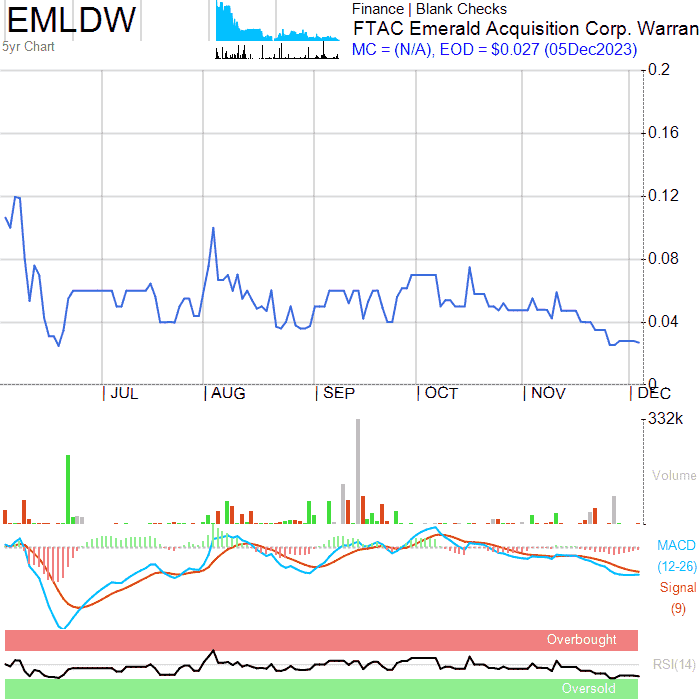 EMLDW
5yr Chart
Finance | Blank Checks
FTAC Emerald Acquisition Corp. Warran
MC = (N/A), EOD = $0.027 (05Dec2023)
0.2
0.16
0.12
0.08
0.04
0
JUL AUG SEP OCT NOV DEC
332k
Volume
MACD
(12-26)
Signal
(9)
Overbought
RSI(14)
Oversold